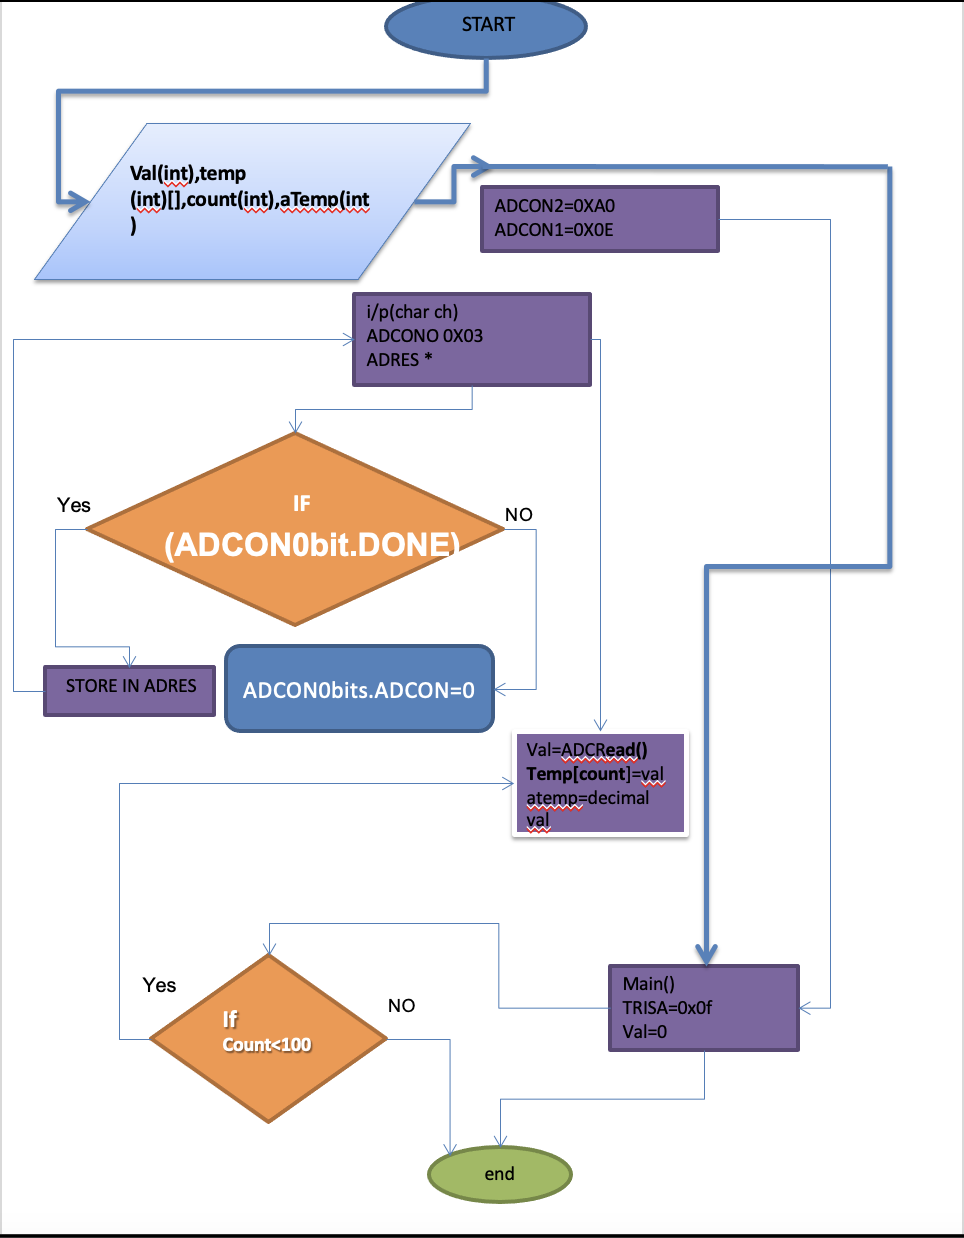 START
Val(int),temp
(int)[],count(int),aTemp(int
)
ADCON2=0XA0
ADCON1=0X0E
i/p(char ch)
ADCONO 0X03
ADRES *
Yes
IF
NO
(ADCON0bit.DONE)
STORE IN ADRES
ADCON0bits.ADCON=0
Val=ADCRead()
Temp[count]=val
atemp=decimal
val
Yes
If
Count<100
NO
Main()
TRISA=0x0f
Val=0
end